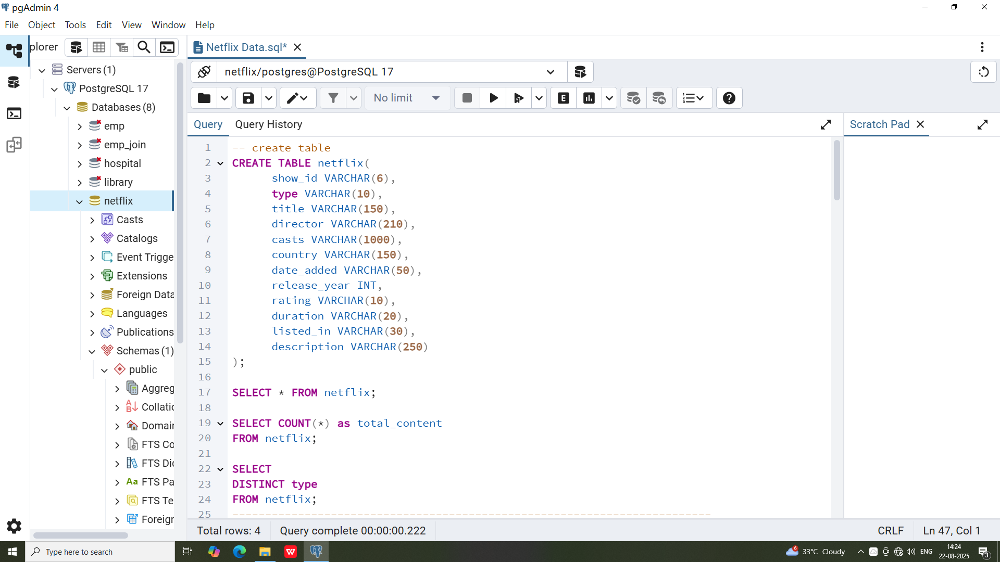 pgAdmin 4
File Object Tools Edit View Window Help
plorer
Servers (1)
PostgreSQL 17
Databases (8)
emp
emp_join
hospital
library
netflix
Casts
Catalogs
Event Trigge
Extensions
Foreign Data
Languages
Publications
Schemas (1)
public
Aggreg
Collatio
Domain
FTS Co
FTS Dic
Aa FTS Pa
FTS Te
Foreign
Netflix Data.sql*
netflix/postgres@PostgreSQL 17
No limit
E
Query Query History
Scratch Pad
1 -- create table
2 CREATE TABLE netflix(
3 show_id VARCHAR(6),
4 type VARCHAR(10),
5 title VARCHAR(150),
6 director VARCHAR(210),
7 casts VARCHAR(1000),
8 country VARCHAR(150),
9 date_added VARCHAR(50),
10 release_year INT,
11 rating VARCHAR(10),
12 duration VARCHAR(20),
13 listed_in VARCHAR(30),
14 description VARCHAR(250)
15 );
16
17 SELECT * FROM netflix;
18
19 SELECT COUNT(*) as total_content
20 FROM netflix;
21
22 SELECT
23 DISTINCT type
24 FROM netflix;
25 -------------------------------------------------------------------------
Total rows: 4 Query complete 00:00:00.222 CRLF Ln 47, Col 1
Type here to search
6 33°C Cloudy
ENG
14:24
22-08-2025
3